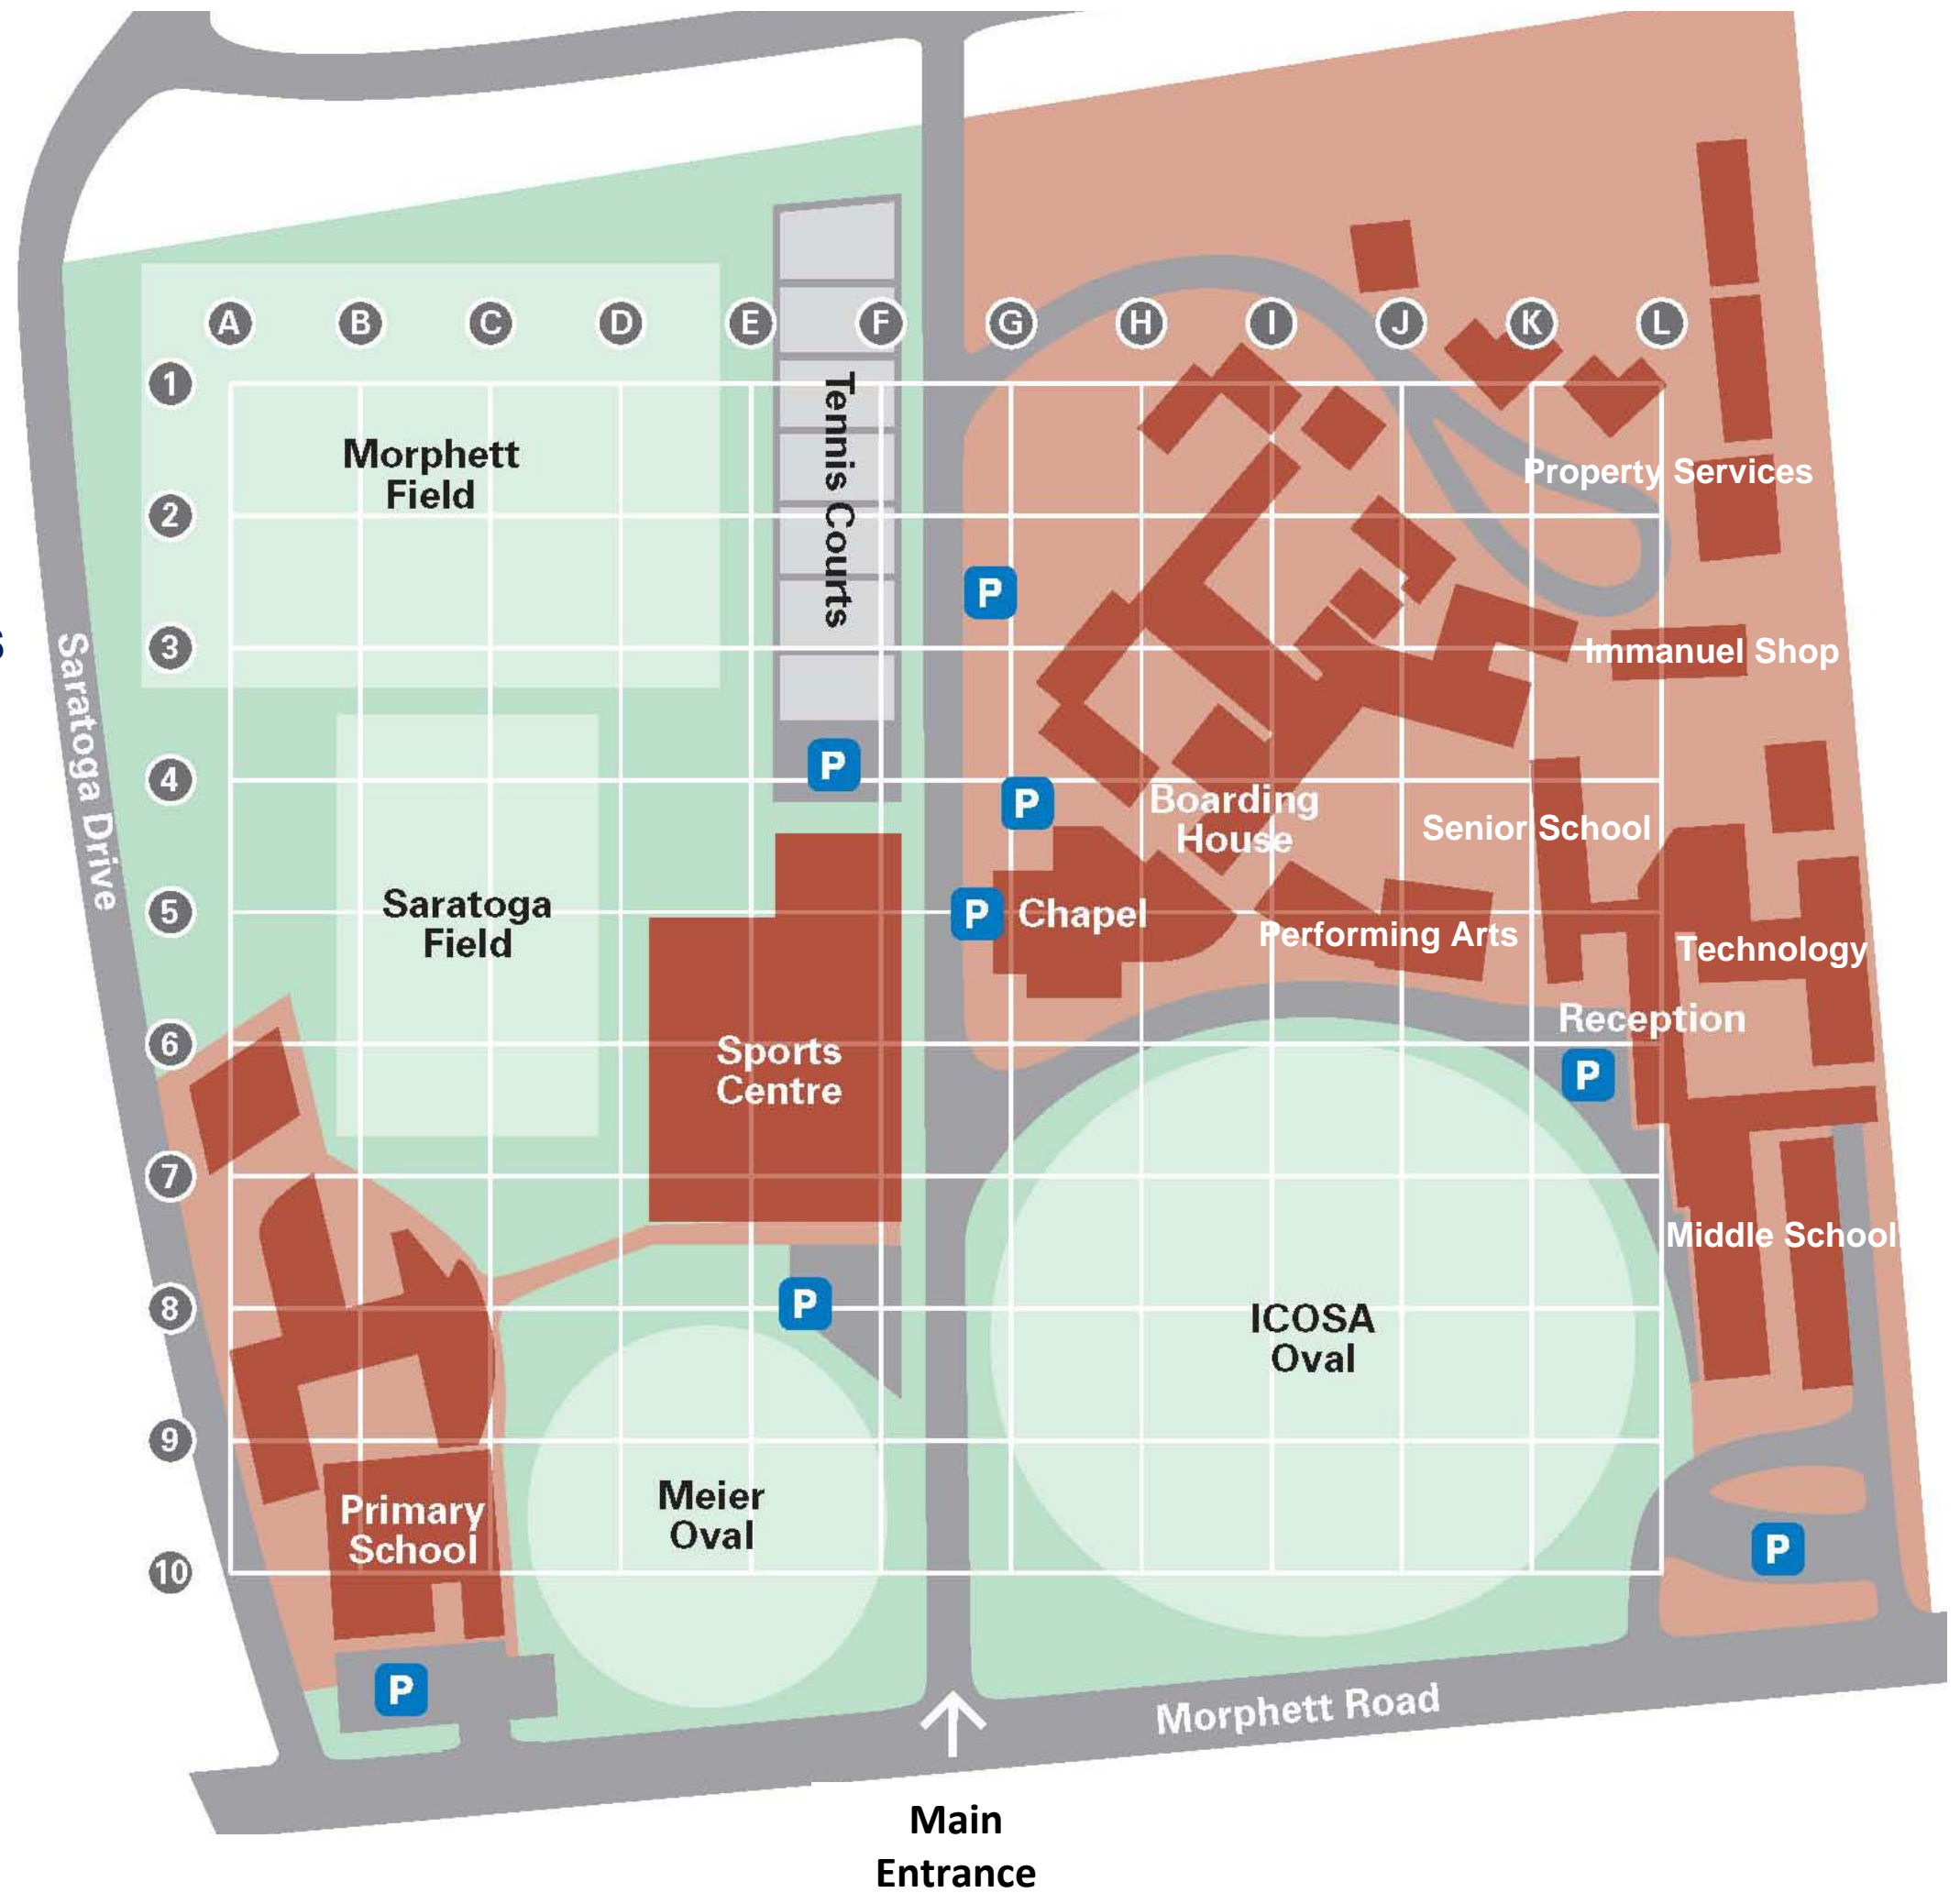 A B C D E F G H I J K L
1
Tennis Courts
Morphett
Field
Property Services
2
P
S
3
Immanuel Shop
Saratoga Drive
P
4
P
Boarding
House
Senior School
Saratoga
Field
5
P
Chapel
Performing Arts
Technology
Reception
6
Sports
Centre
P
7
Middle School
8
P
ICOSA
Oval
9
Primary
School
Meier
Oval
P
10
P
Morphett Road
Main
Entrance